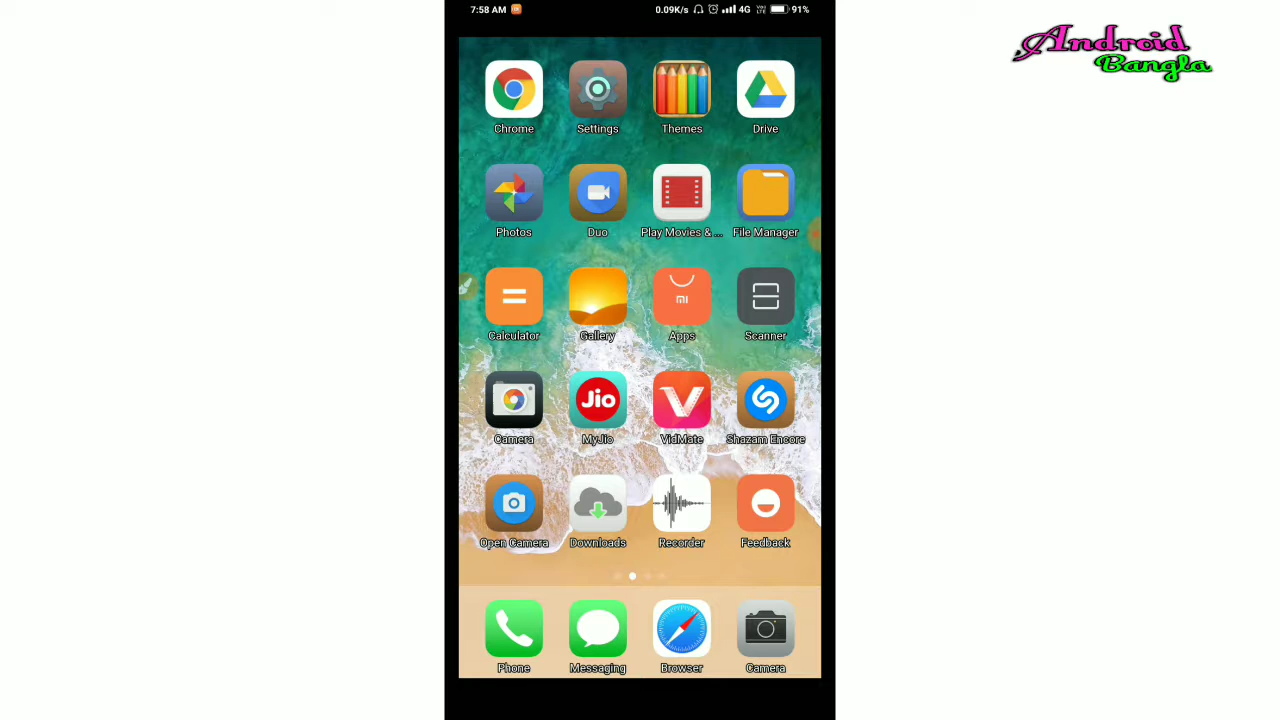 7:58 AM 0.09K/s 4G VoLTE 91%
Android
Bangla
Chrome Settings Themes Drive
Photos Duo Play Movies & ... File Manager
Calculator Gallery mi Apps Scanner
Jio
Camera MyJio VidMate Shazam Encore
Open Camera Downloads Recorder Feedback
Phone Messaging Browser Camera